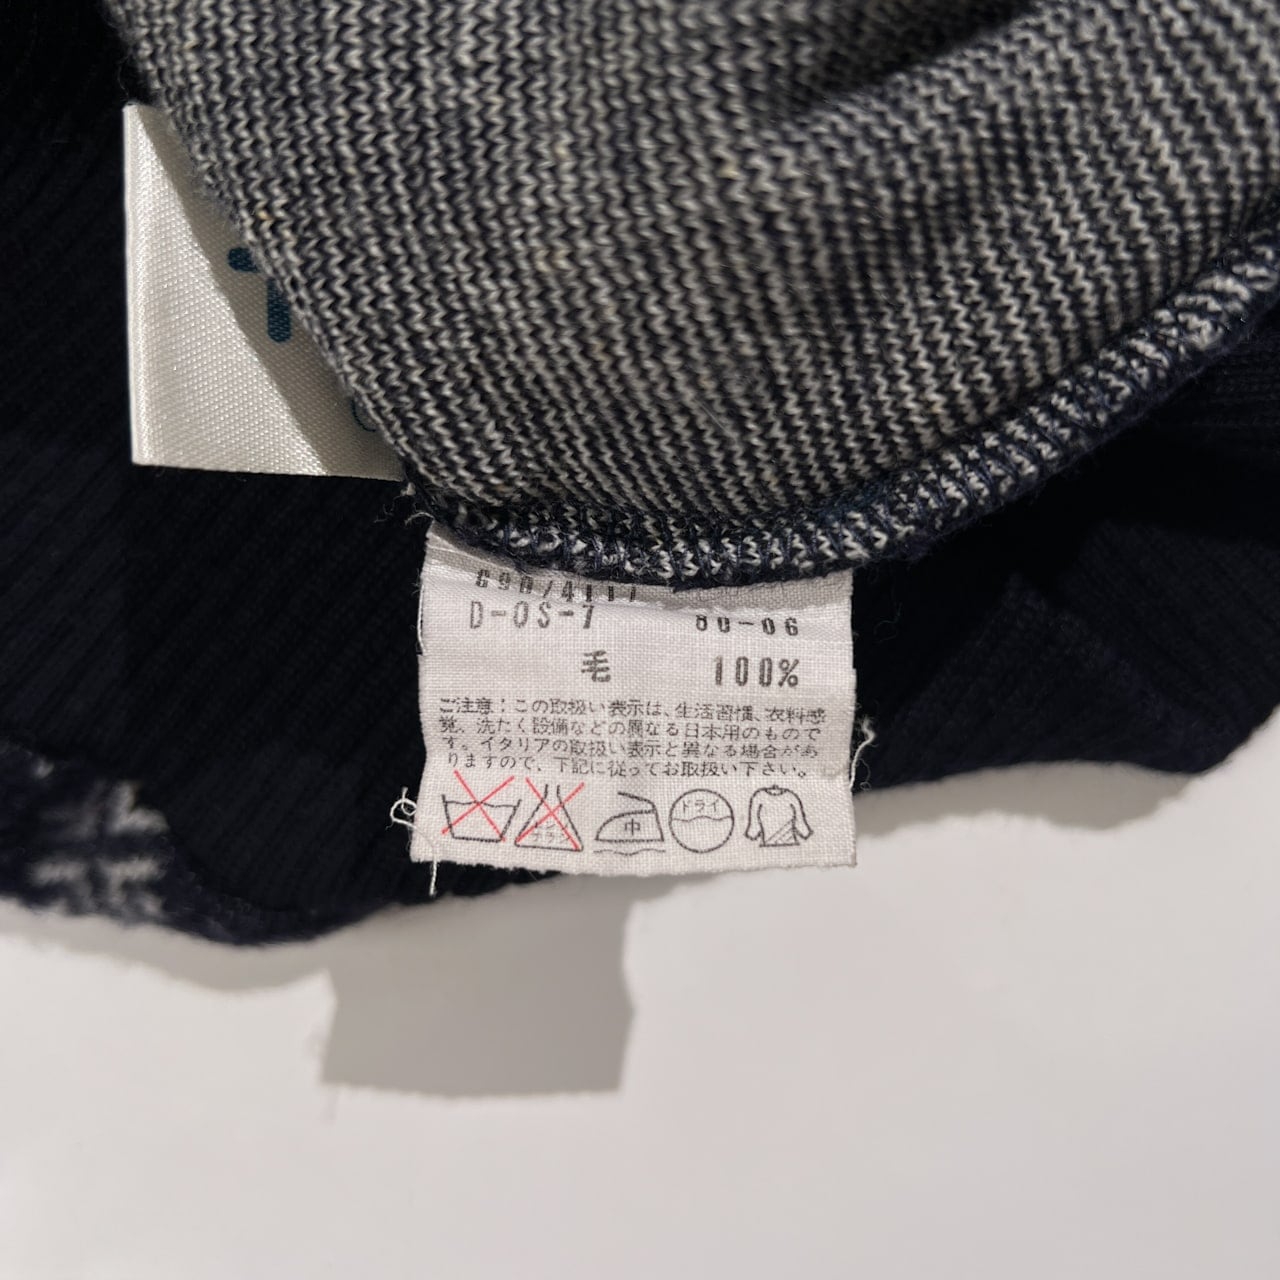 D-OS-7 80-06
毛 100%
ご注意：この取扱い表示は、生活習慣、衣料感
覚、洗たく設備などの異なる日本用のもので
す。イタリアの取扱い表示と異なる場合があ
りますので、下記に従ってお取扱い下さい。
中 ドライ